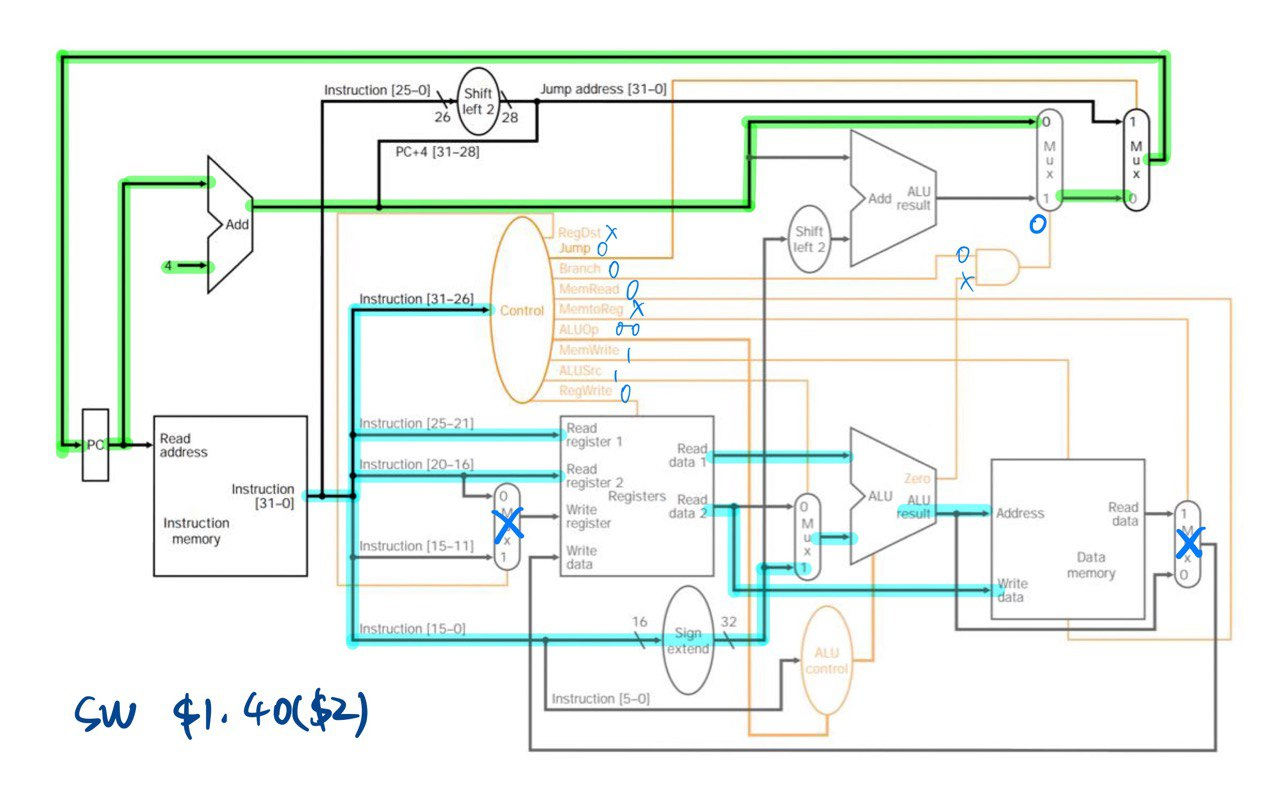 Instruction [25–0]
Shift left 2
Jump address [31–0]
26
28
PC+4 [31–28]
0
M
u
x
1
1
M
u
x
0
Add
ALU
result
Add
4
Shift
left 2
0
RegDst X
Jump 0
Branch 0
MemRead 0
MemtoReg X
ALUOp 00
MemWrite 1
ALUSrc 1
RegWrite 0
0
X
Control
Instruction [31–26]
PC
Read
address
Instruction
[31–0]
Instruction
memory
Instruction [25–21]
Instruction [20–16]
Instruction [15–11]
Instruction [15–0]
0
M
X
x
1
Read
register 1
Read
register 2
Write
register
Write
data
Registers
Read
data 1
Read
data 2
0
M
u
x
1
Zero
ALU
ALU
result
Address
Write
data
Read
data
Data
memory
1
M
X
x
0
16
Sign
extend
32
ALU
control
Instruction [5–0]
SW $1. 40($2)